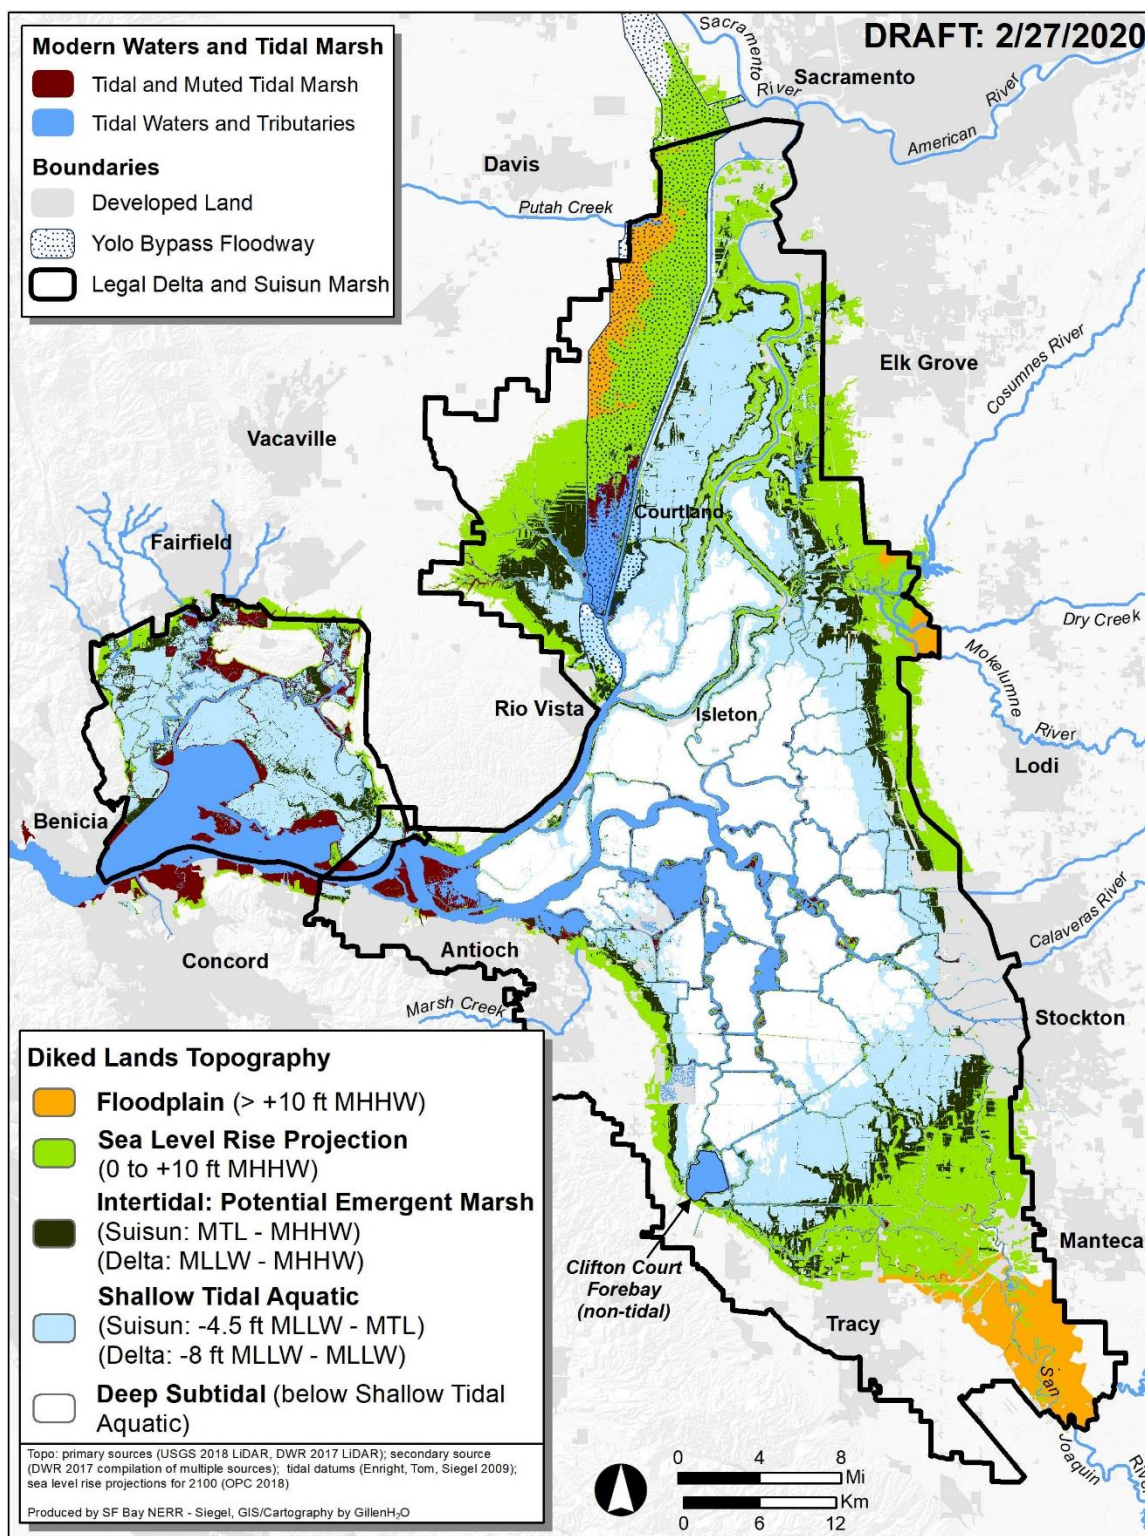 DRAFT: 2/27/2020
Modern Waters and Tidal Marsh
Tidal and Muted Tidal Marsh
Tidal Waters and Tributaries
Boundaries
Developed Land
Yolo Bypass Floodway
Legal Delta and Suisun Marsh
Sacramento
River
Sacramento
American
River
Davis
Putah Creek
Elk Grove
Cosumnes River
Vacaville
Courtland
Fairfield
Dry Creek
Mokelumne
River
Rio Vista
Isleton
Lodi
Benicia
Calaveras River
Concord
Antioch
Marsh Creek
Stockton
Manteca
Clifton Court
Forebay
(non-tidal)
Tracy
San
Joaquin
River
Diked Lands Topography
Floodplain (> +10 ft MHHW)
Sea Level Rise Projection
(0 to +10 ft MHHW)
Intertidal: Potential Emergent Marsh
(Suisun: MTL - MHHW)
(Delta: MLLW - MHHW)
Shallow Tidal Aquatic
(Suisun: -4.5 ft MLLW - MTL)
(Delta: -8 ft MLLW - MLLW)
Deep Subtidal (below Shallow Tidal
Aquatic)
Topo: primary sources (USGS 2018 LiDAR, DWR 2017 LiDAR); secondary source
(DWR 2017 compilation of multiple sources); tidal datums (Enright, Tom, Siegel 2009);
sea level rise projections for 2100 (OPC 2018)
Produced by SF Bay NERR - Siegel, GIS/Cartography by GillenH₂O
0 4 8
Mi
Km
0 6 12